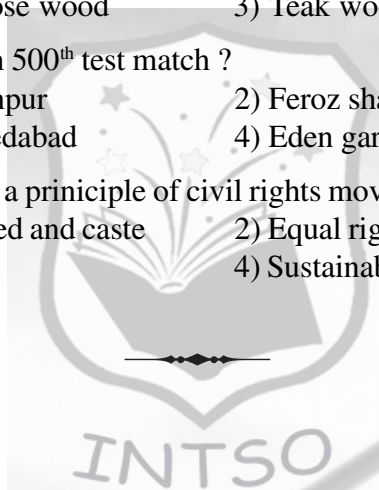 ose wood 3) Teak wo
500th test match ?
npur 2) Feroz sha
edabad 4) Eden gar
a priniciple of civil rights mov
ed and caste 2) Equal rig
4) Sustainab
INTSO